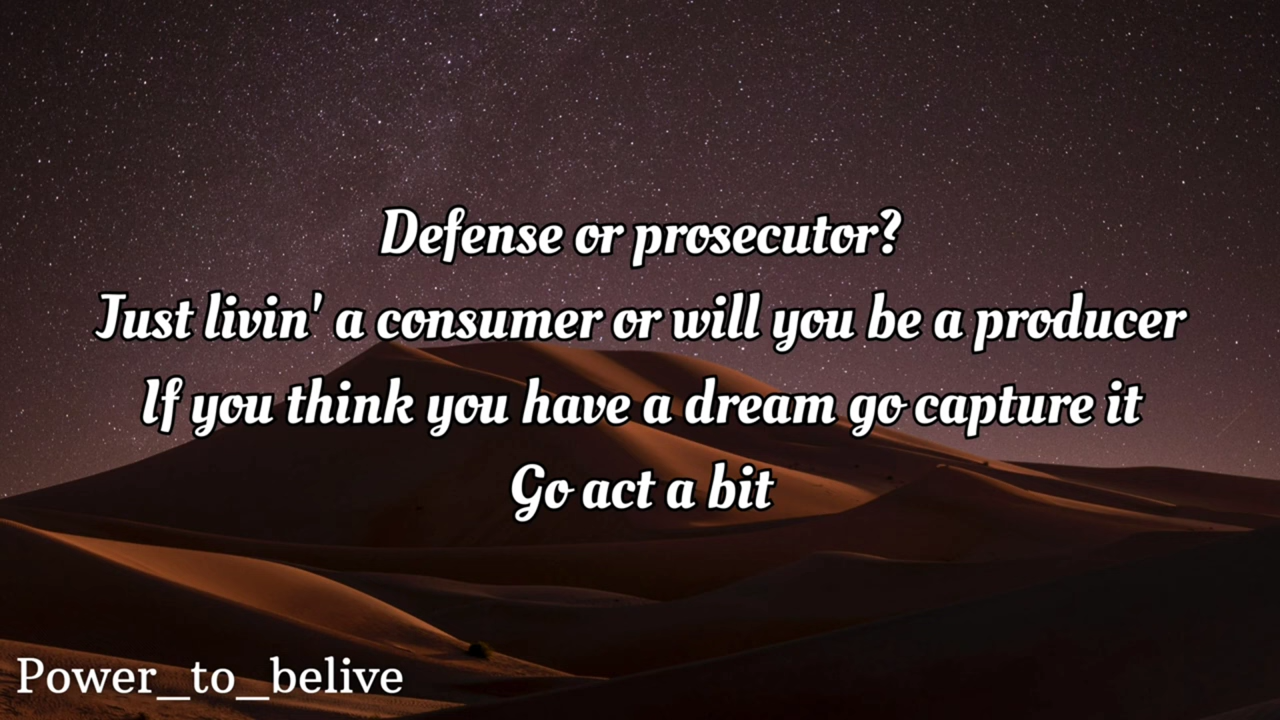 Defense or prosecutor?
Just livin' a consumer or will you be a producer
If you think you have a dream go capture it
Go act a bit
Power_to_belive